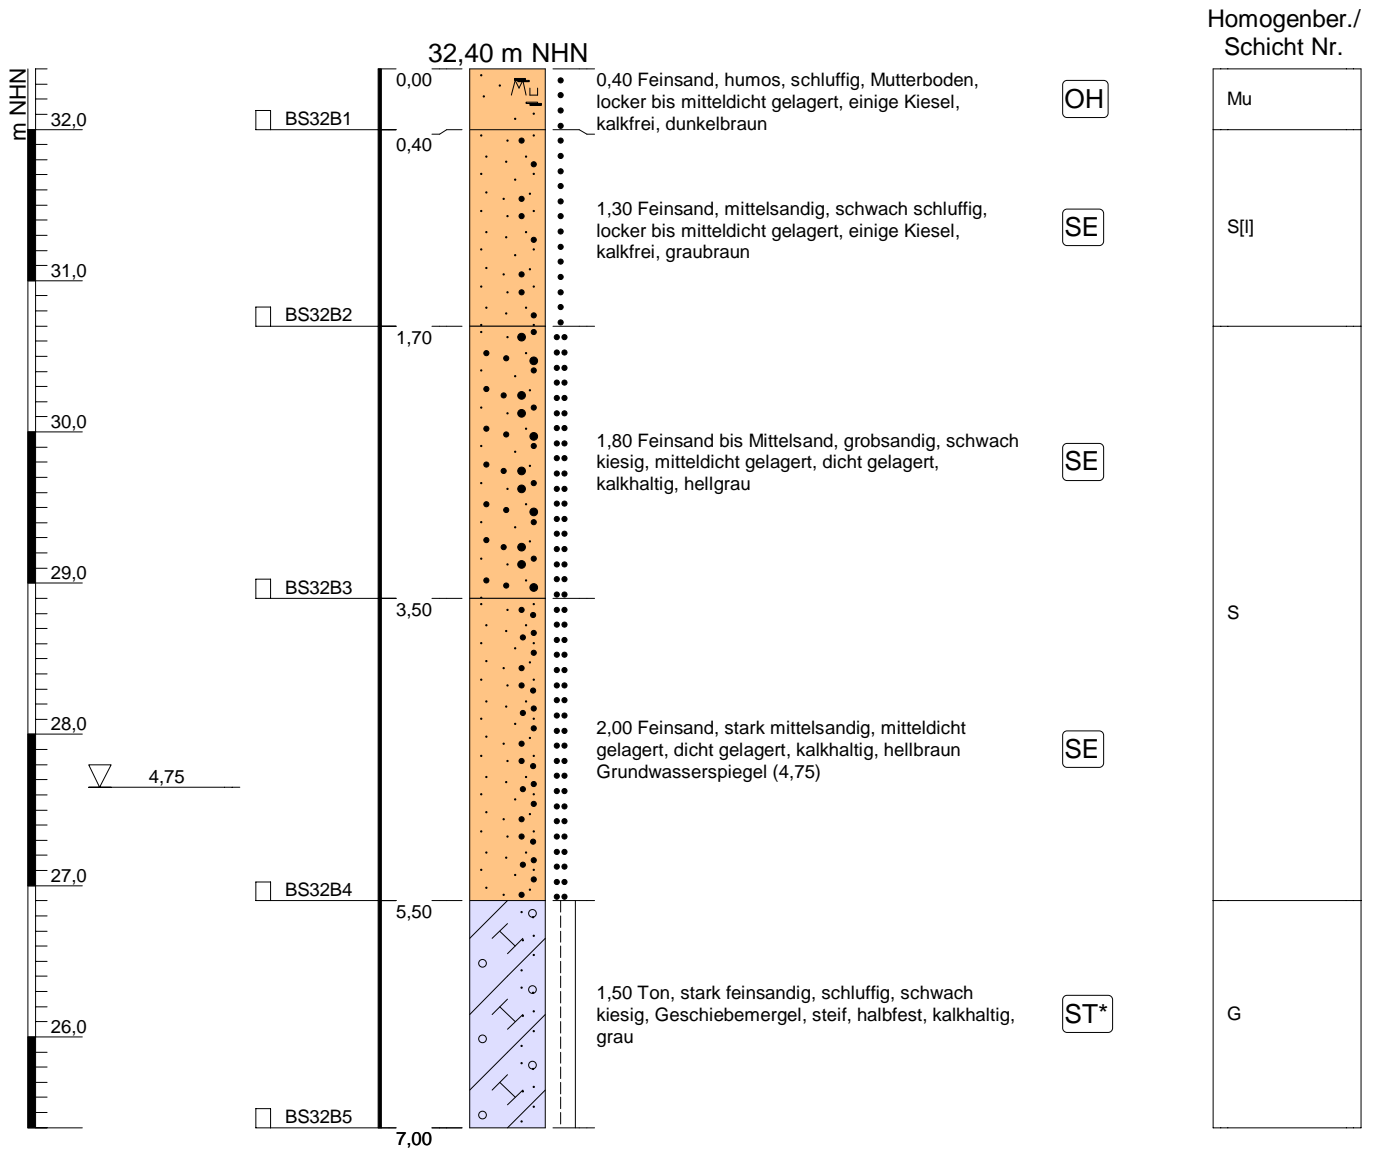 Homogenber./
Schicht Nr.
32,40 m NHN
m NHN
0,00
0,40 Feinsand, humos, schluffig, Mutterboden,
locker bis mitteldicht gelagert, einige Kiesel,
kalkfrei, dunkelbraun
OH
Mu
32,0
BS32B1
0,40
1,30 Feinsand, mittelsandig, schwach schluffig,
locker bis mitteldicht gelagert, einige Kiesel,
kalkfrei, graubraun
SE
S[l]
31,0
BS32B2
1,70
30,0
1,80 Feinsand bis Mittelsand, grobsandig, schwach
kiesig, mitteldicht gelagert, dicht gelagert,
kalkhaltig, hellgrau
SE
29,0
BS32B3
3,50
S
28,0
2,00 Feinsand, stark mittelsandig, mitteldicht
gelagert, dicht gelagert, kalkhaltig, hellbraun
Grundwasserspiegel (4,75)
SE
4,75
27,0
BS32B4
5,50
1,50 Ton, stark feinsandig, schluffig, schwach
kiesig, Geschiebemergel, steif, halbfest, kalkhaltig,
grau
ST*
G
26,0
BS32B5
7,00